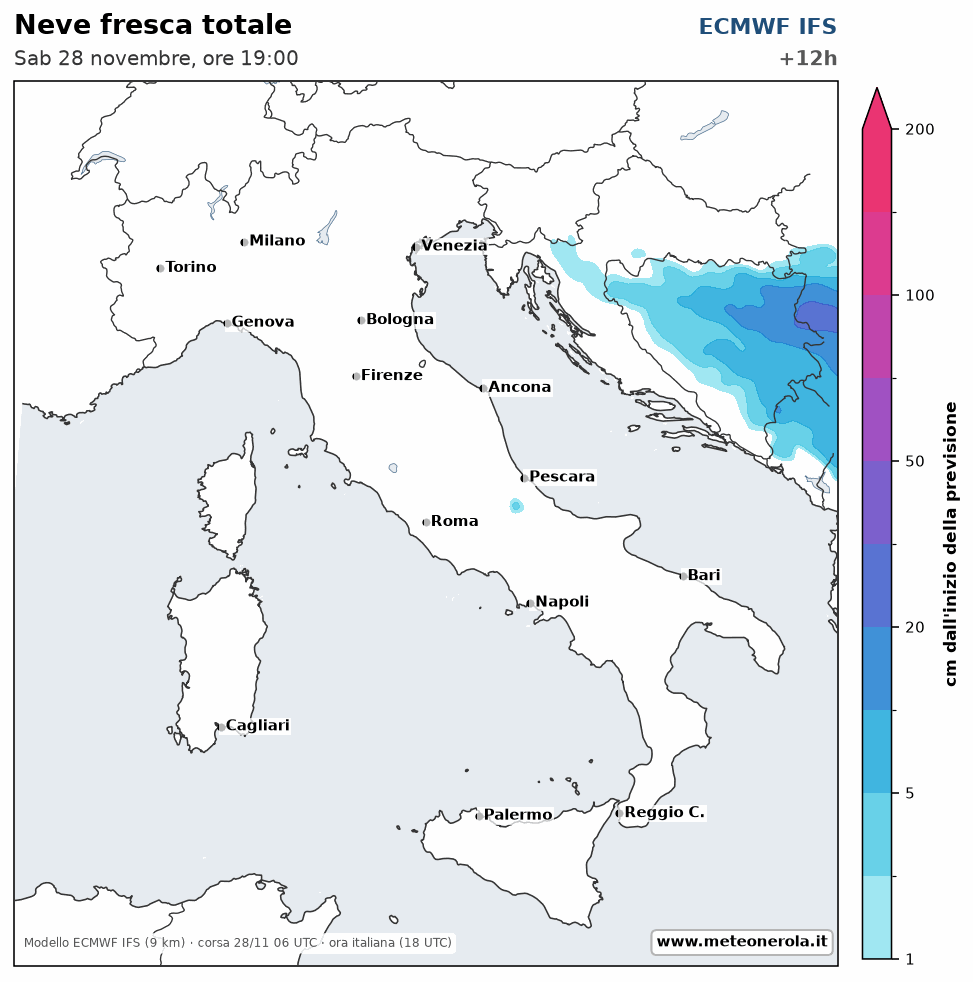 Neve fresca totale
ECMWF IFS
Sab 28 novembre, ore 19:00
+12h
Milano
Venezia
Torino
Genova
Bologna
Firenze
Ancona
Pescara
Roma
Bari
Napoli
Cagliari
Palermo
Reggio C.
200
100
50
20
5
1
cm dall'inizio della previsione
Modello ECMWF IFS (9 km) · corsa 28/11 06 UTC · ora italiana (18 UTC)
www.meteonerola.it